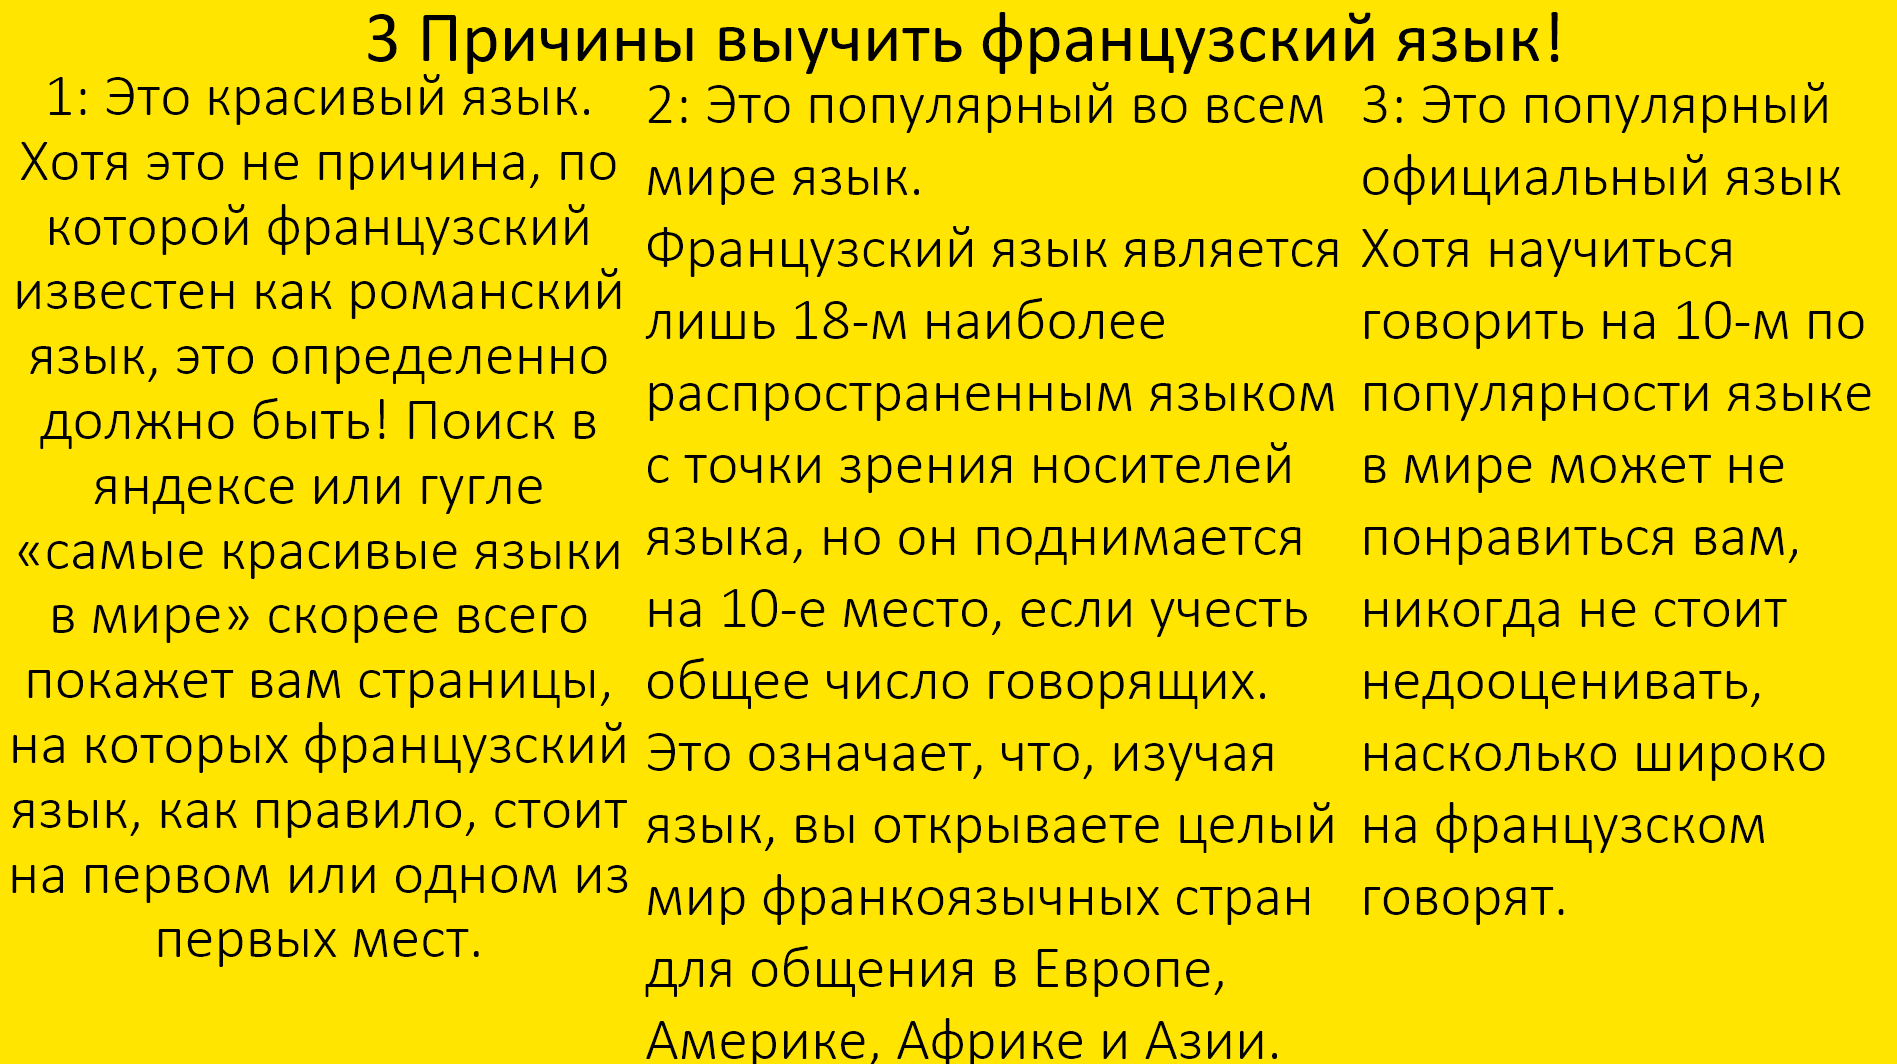 3 Причины выучить французский язык!
1: Это красивый язык.
Хотя это не причина, по
которой французский
известен как романский
язык, это определенно
должно быть! Поиск в
яндексе или гугле
«самые красивые языки
в мире» скорее всего
покажет вам страницы,
на которых французский
язык, как правило, стоит
на первом или одном из
первых мест.
2: Это популярный во всем
мире язык.
Французский язык является
лишь 18-м наиболее
распространенным языком
с точки зрения носителей
языка, но он поднимается
на 10-е место, если учесть
общее число говорящих.
Это означает, что, изучая
язык, вы открываете целый
мир франкоязычных стран
для общения в Европе,
Америке, Африке и Азии.
3: Это популярный
официальный язык
Хотя научиться
говорить на 10-м по
популярности языке
в мире может не
понравиться вам,
никогда не стоит
недооценивать,
насколько широко
на французском
говорят.